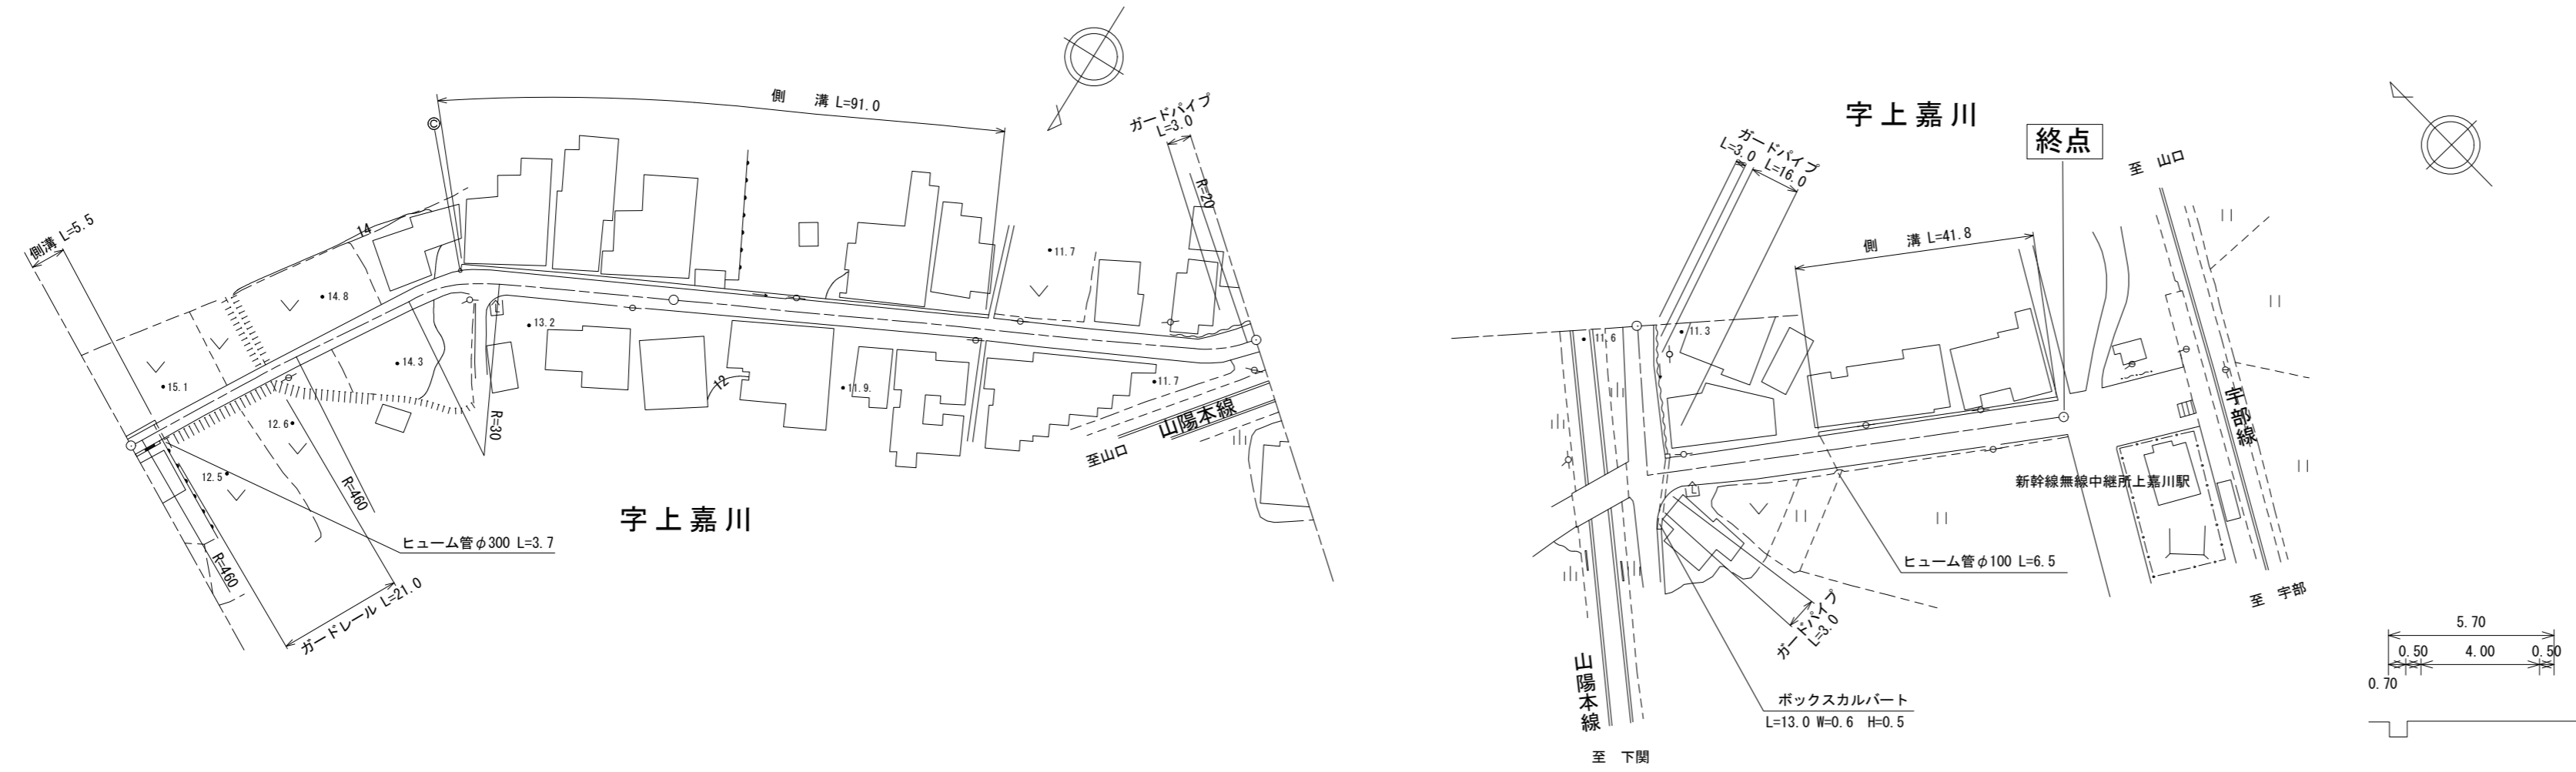 側溝 L=5.5
14
14.8
15.1
14.3
12.6
12.5
R=460
R=460
ガードレール L=21.0
ヒューム管φ300 L=3.7
©
側 溝 L=91.0
L
13.2
R=30
12
11.9
11.7
11.7
字上嘉川
ガードパイプ
L=3.0
R=20
山陽本線
至山口
字上嘉川
終点
ガードパイプ
L=3.0 L=16.0
側 溝 L=41.8
11.6
11.3
L
至 山口
宇部線
至 宇部
新幹線無線中継所上嘉川駅
ヒューム管φ100 L=6.5
ガードパイプ
L=3.0
ボックスカルバート
L=13.0 W=0.6 H=0.5
山陽本線
至 下関
5.70
0.50 4.00 0.50
0.70